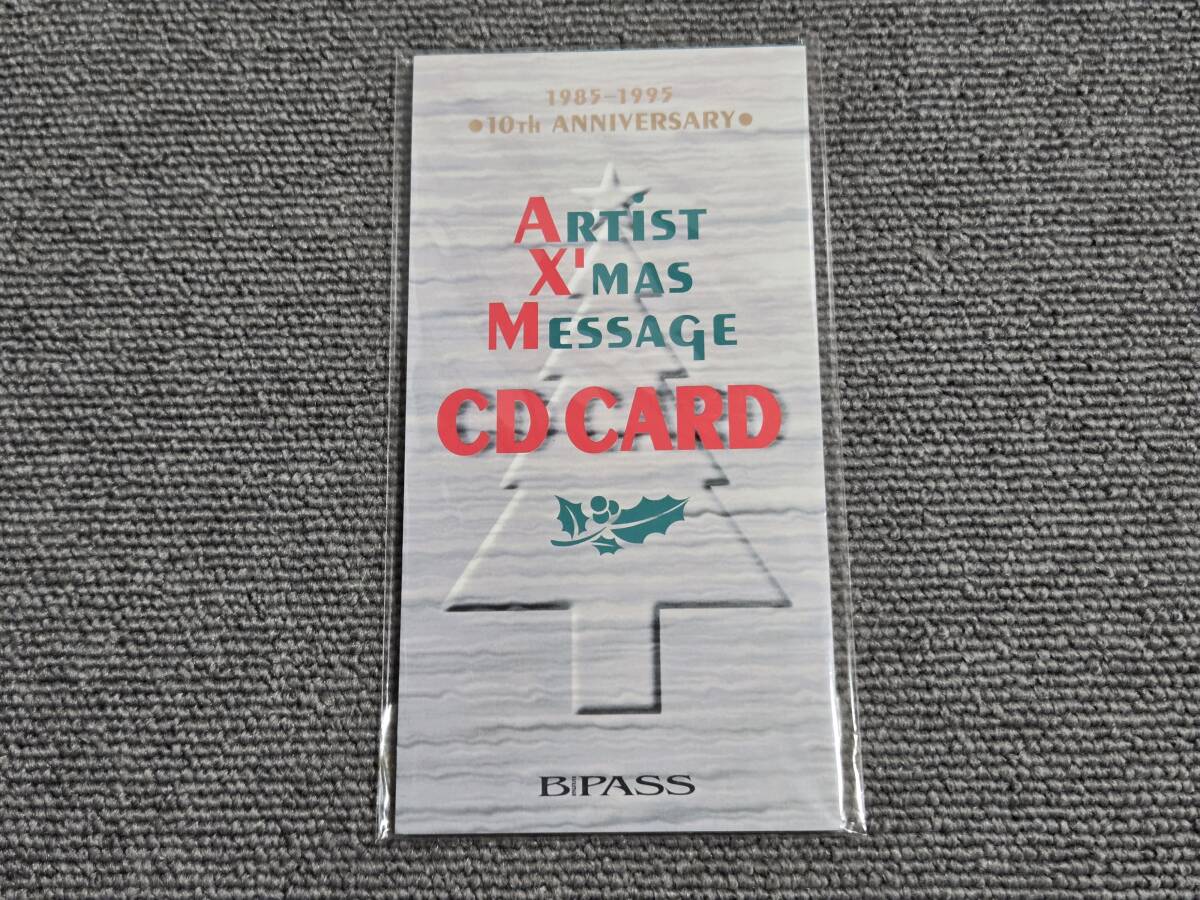 1985-1995
●10Th ANNIVERSARY●
ARTiST
X'MAS
MESSAGE
CD CARD
B-PASS